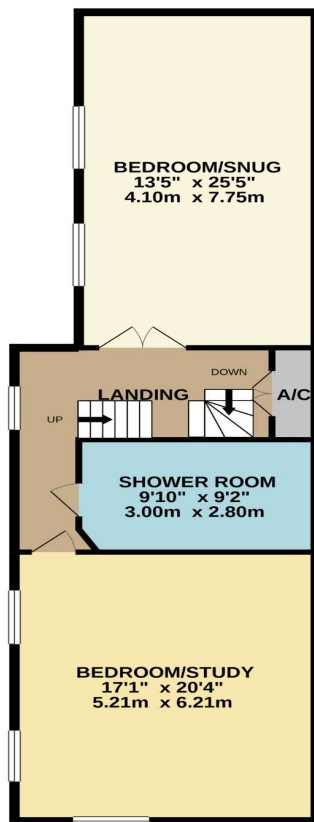 BEDROOM/SNUG
13'5" x 25'5"
4.10m x 7.75m
DOWN
LANDING
A/C
UP
SHOWER ROOM
9'10" x 9'2"
3.00m x 2.80m
BEDROOM/STUDY
17'1" x 20'4"
5.21m x 6.21m